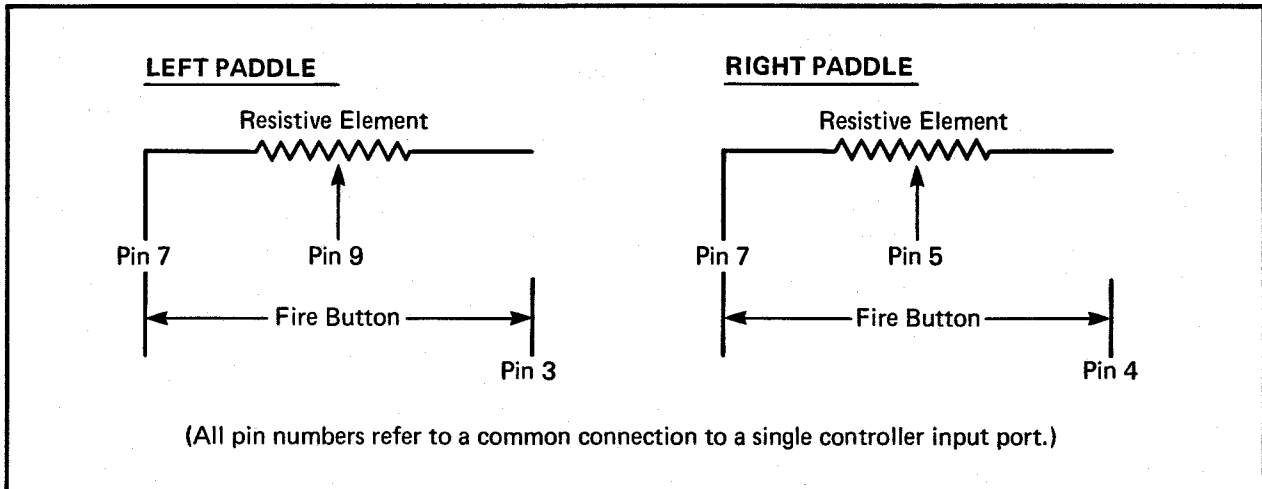 LEFT PADDLE
Resistive Element
Pin 7
Pin 9
Fire Button
Pin 3
RIGHT PADDLE
Resistive Element
Pin 7
Pin 5
Fire Button
Pin 4
(All pin numbers refer to a common connection to a single controller input port.)